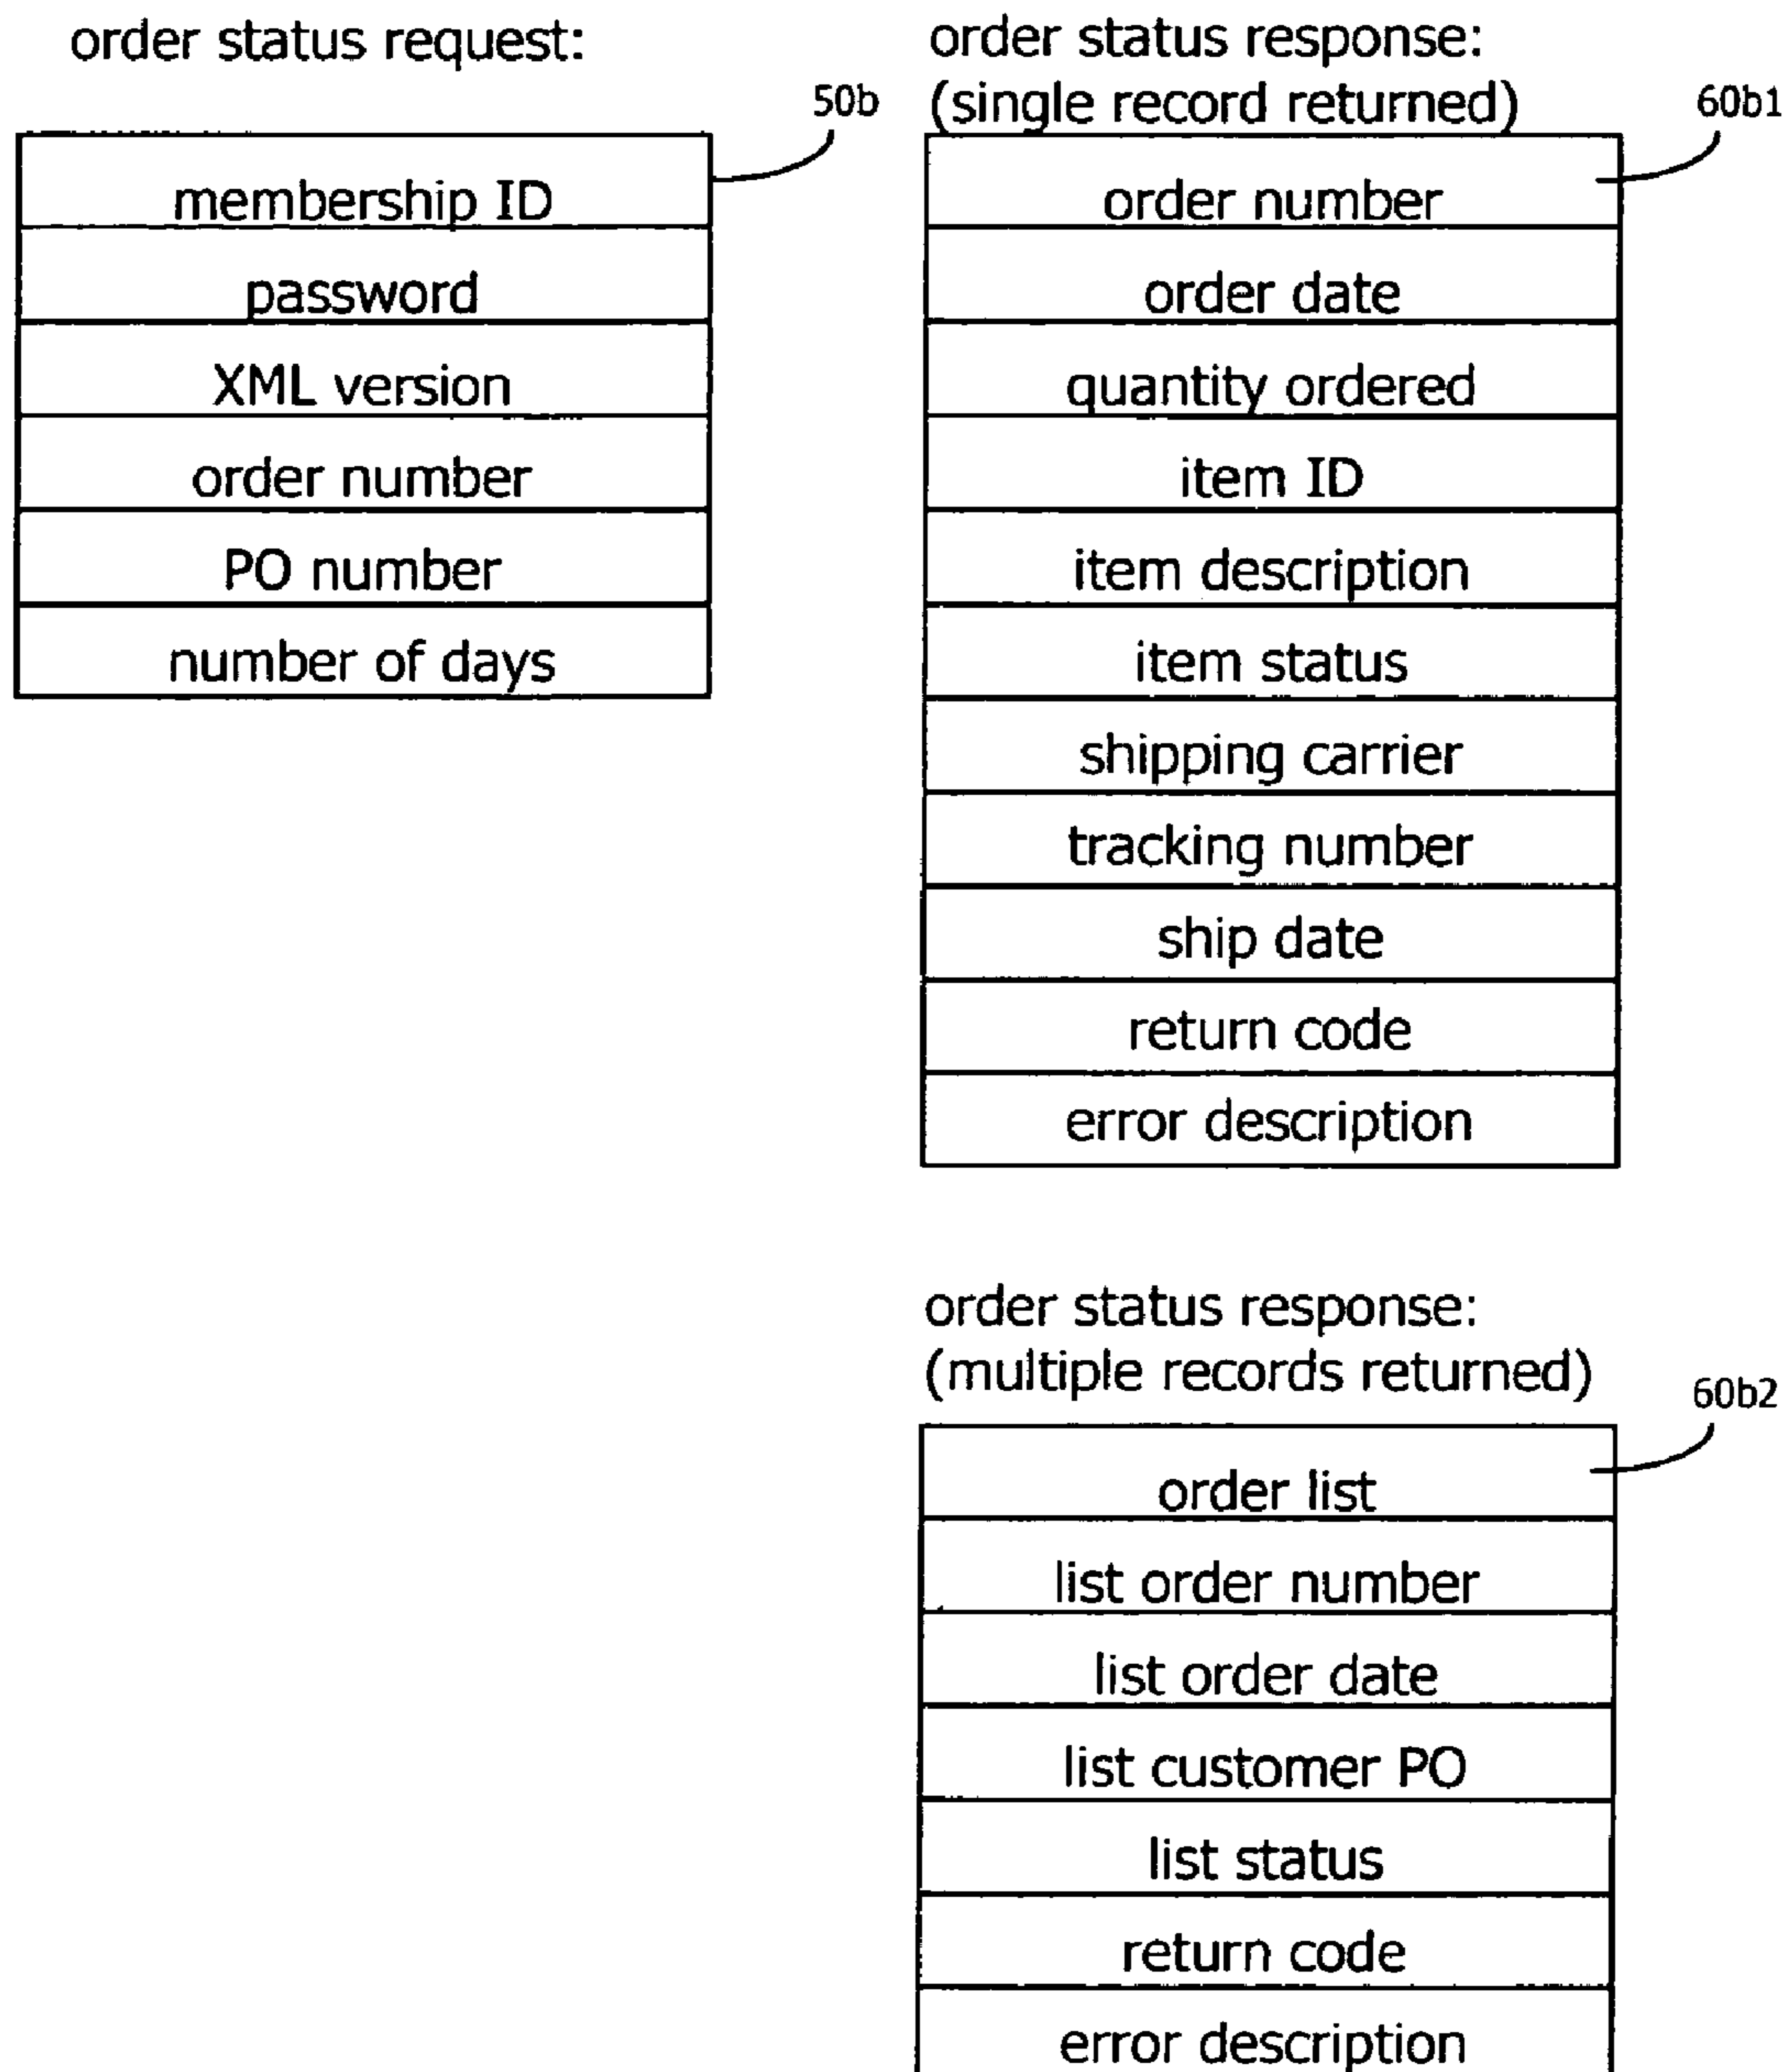 order status request:
50b
membership ID
password
XML version
order number
PO number
number of days
order status response:
(single record returned)
60b1
order number
order date
quantity ordered
item ID
item description
item status
shipping carrier
tracking number
ship date
return code
error description
order status response:
(multiple records returned)
60b2
order list
list order number
list order date
list customer PO
list status
return code
error description